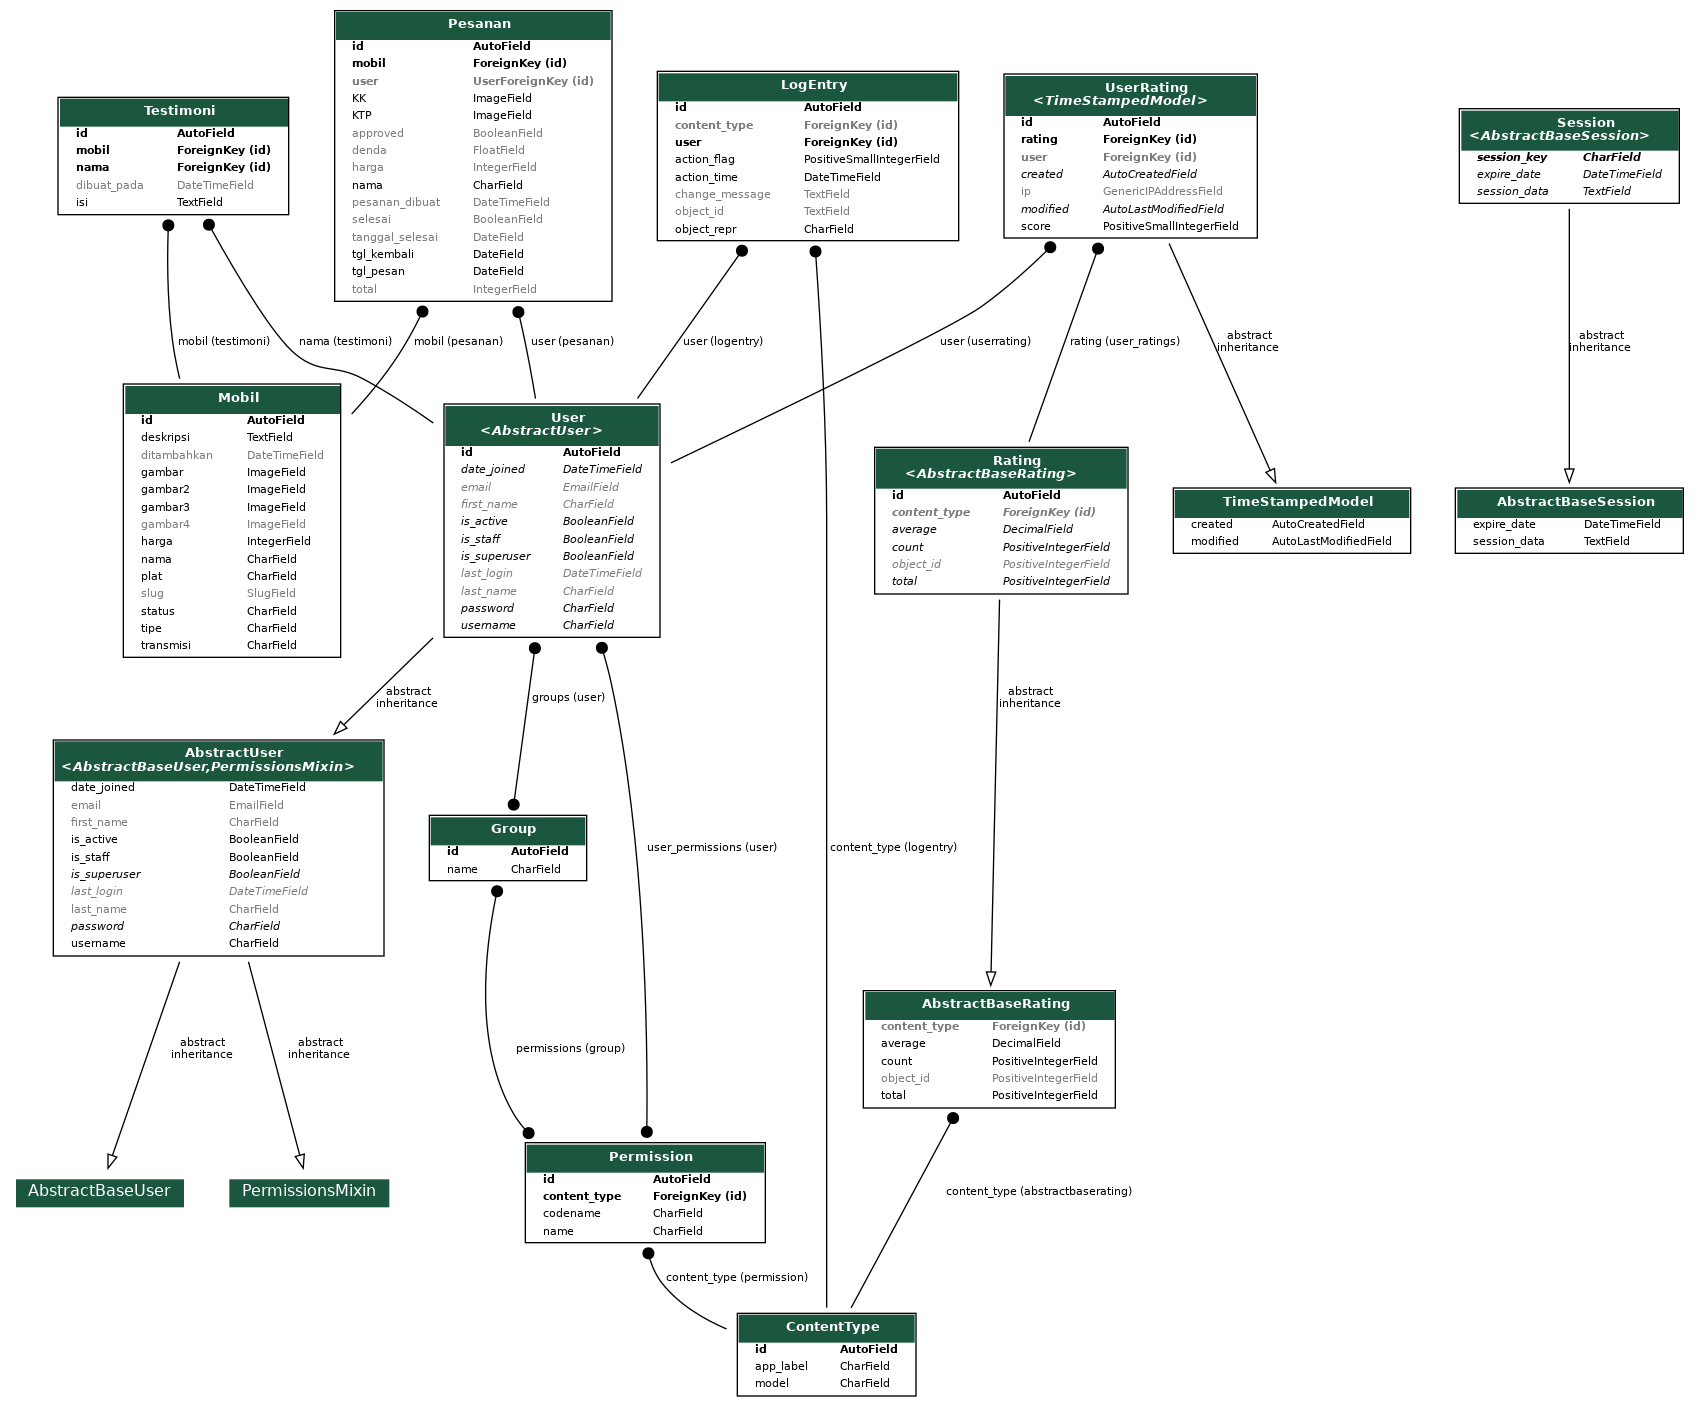 Pesanan
id AutoField
mobil ForeignKey (id)
user UserForeignKey (id)
KK ImageField
KTP ImageField
approved BooleanField
denda FloatField
harga IntegerField
nama CharField
pesanan_dibuat DateTimeField
selesai BooleanField
tanggal_selesai DateField
tgl_kembali DateField
tgl_pesan DateField
total IntegerField
Testimoni
id AutoField
mobil ForeignKey (id)
nama ForeignKey (id)
dibuat_pada DateTimeField
isi TextField
LogEntry
id AutoField
content_type ForeignKey (id)
user ForeignKey (id)
action_flag PositiveSmallIntegerField
action_time DateTimeField
change_message TextField
object_id TextField
object_repr CharField
UserRating
<TimeStampedModel>
id AutoField
rating ForeignKey (id)
user ForeignKey (id)
created AutoCreatedField
ip GenericIPAddressField
modified AutoLastModifiedField
score PositiveSmallIntegerField
Session
<AbstractBaseSession>
session_key CharField
expire_date DateTimeField
session_data TextField
mobil (testimoni)
nama (testimoni)
mobil (pesanan)
user (pesanan)
user (logentry)
user (userrating)
rating (user_ratings)
abstract
inheritance
abstract
inheritance
Mobil
id AutoField
deskripsi TextField
ditambahkan DateTimeField
gambar ImageField
gambar2 ImageField
gambar3 ImageField
gambar4 ImageField
harga IntegerField
nama CharField
plat CharField
slug SlugField
status CharField
tipe CharField
transmisi CharField
User
<AbstractUser>
id AutoField
date_joined DateTimeField
email EmailField
first_name CharField
is_active BooleanField
is_staff BooleanField
is_superuser BooleanField
last_login DateTimeField
last_name CharField
password CharField
username CharField
Rating
<AbstractBaseRating>
id AutoField
content_type ForeignKey (id)
average DecimalField
count PositiveIntegerField
object_id PositiveIntegerField
total PositiveIntegerField
TimeStampedModel
created AutoCreatedField
modified AutoLastModifiedField
AbstractBaseSession
expire_date DateTimeField
session_data TextField
abstract
inheritance
groups (user)
abstract
inheritance
AbstractUser
<AbstractBaseUser,PermissionsMixin>
date_joined DateTimeField
email EmailField
first_name CharField
is_active BooleanField
is_staff BooleanField
is_superuser BooleanField
last_login DateTimeField
last_name CharField
password CharField
username CharField
Group
id AutoField
name CharField
user_permissions (user)
content_type (logentry)
abstract
inheritance
abstract
inheritance
permissions (group)
AbstractBaseRating
content_type ForeignKey (id)
average DecimalField
count PositiveIntegerField
object_id PositiveIntegerField
total PositiveIntegerField
AbstractBaseUser
PermissionsMixin
Permission
id AutoField
content_type ForeignKey (id)
codename CharField
name CharField
content_type (abstractbaserating)
content_type (permission)
ContentType
id AutoField
app_label CharField
model CharField